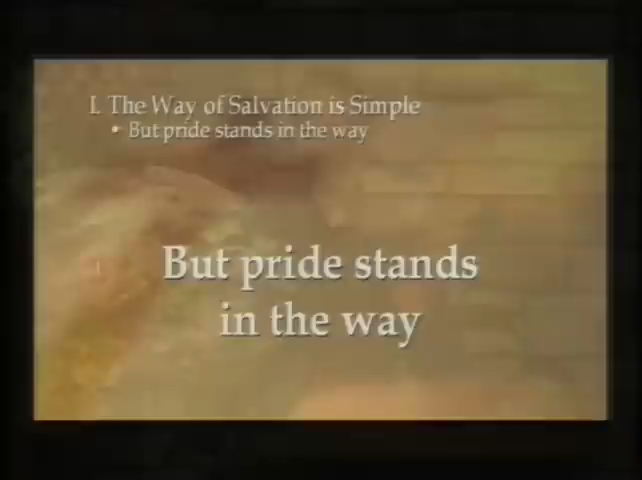 I. The Way of Salvation is Simple
• But pride stands in the way
But pride stands
in the way